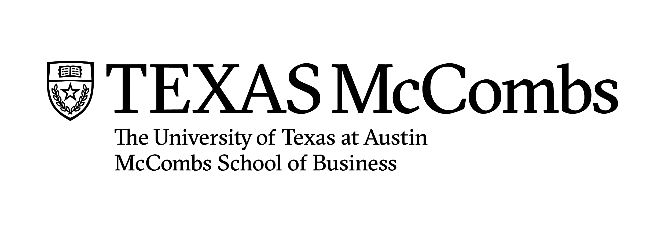 TEXAS McCombs
The University of Texas at Austin
McCombs School of Business